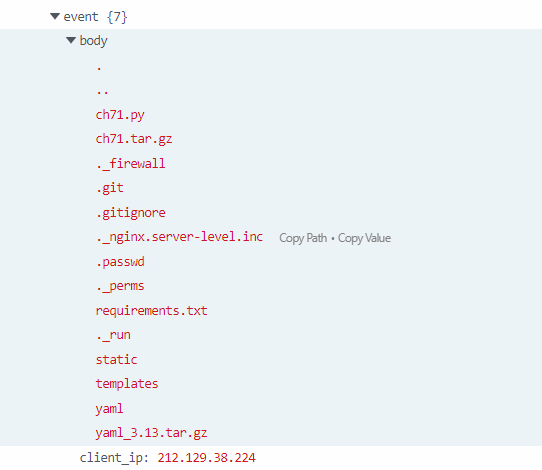 event {7}
body
.
..
ch71.py
ch71.tar.gz
._firewall
.git
.gitignore
._nginx.server-level.inc Copy Path • Copy Value
.passwd
._perms
requirements.txt
._run
static
templates
yaml
yaml_3.13.tar.gz
client_ip: 212.129.38.224